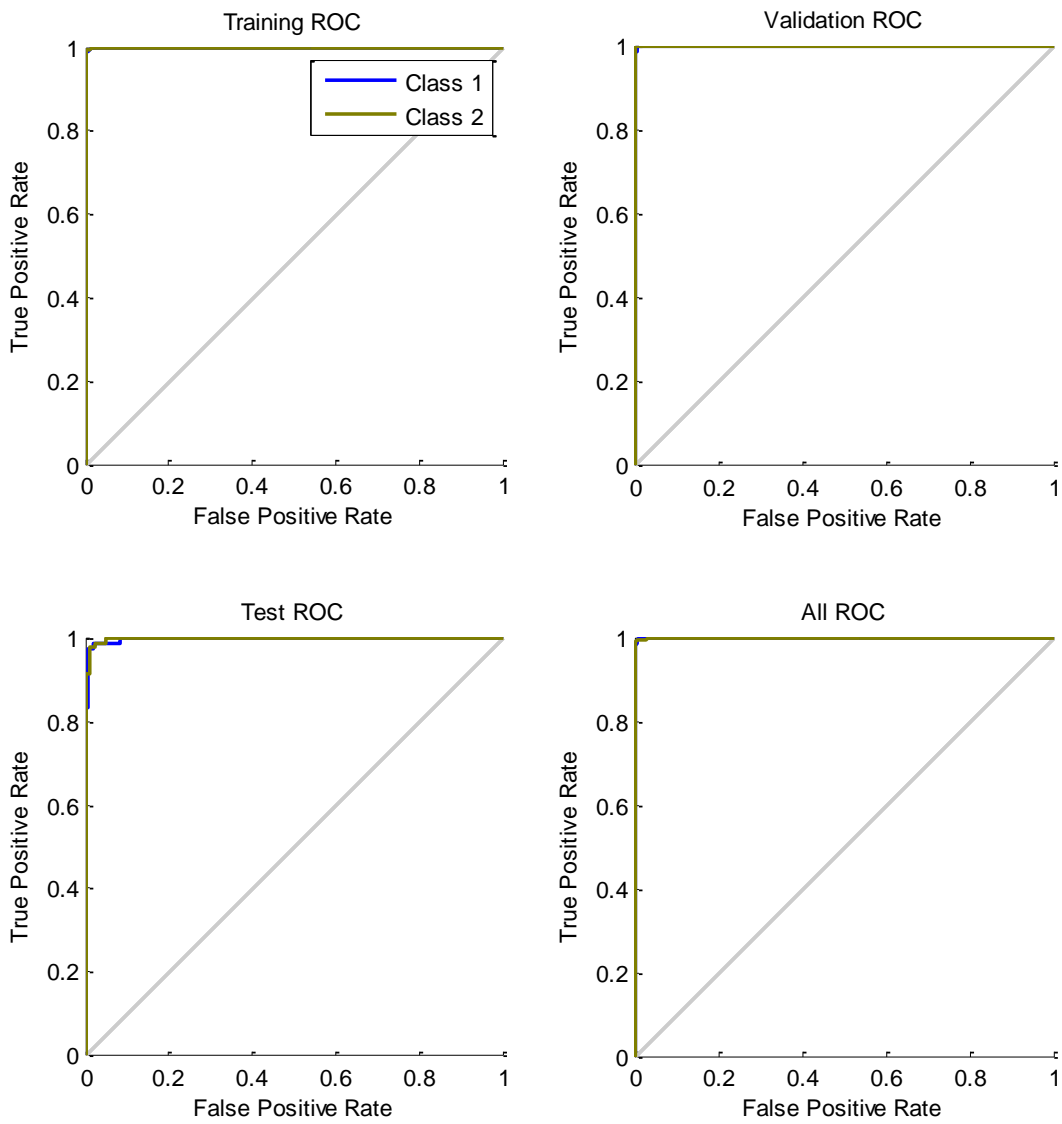 Training ROC
1
0.8
0.6
0.4
0.2
0
True Positive Rate
Class 1
Class 2
0 0.2 0.4 0.6 0.8 1
False Positive Rate
Validation ROC
1
0.8
0.6
0.4
0.2
0
True Positive Rate
0 0.2 0.4 0.6 0.8 1
False Positive Rate
Test ROC
1
0.8
0.6
0.4
0.2
0
True Positive Rate
0 0.2 0.4 0.6 0.8 1
False Positive Rate
All ROC
1
0.8
0.6
0.4
0.2
0
True Positive Rate
0 0.2 0.4 0.6 0.8 1
False Positive Rate